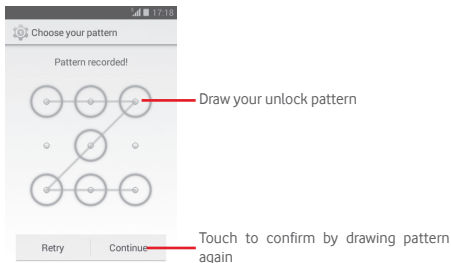 17:18
Choose your pattern
Pattern recorded!
Draw your unlock pattern
Retry
Continue
Touch to confirm by drawing pattern
again